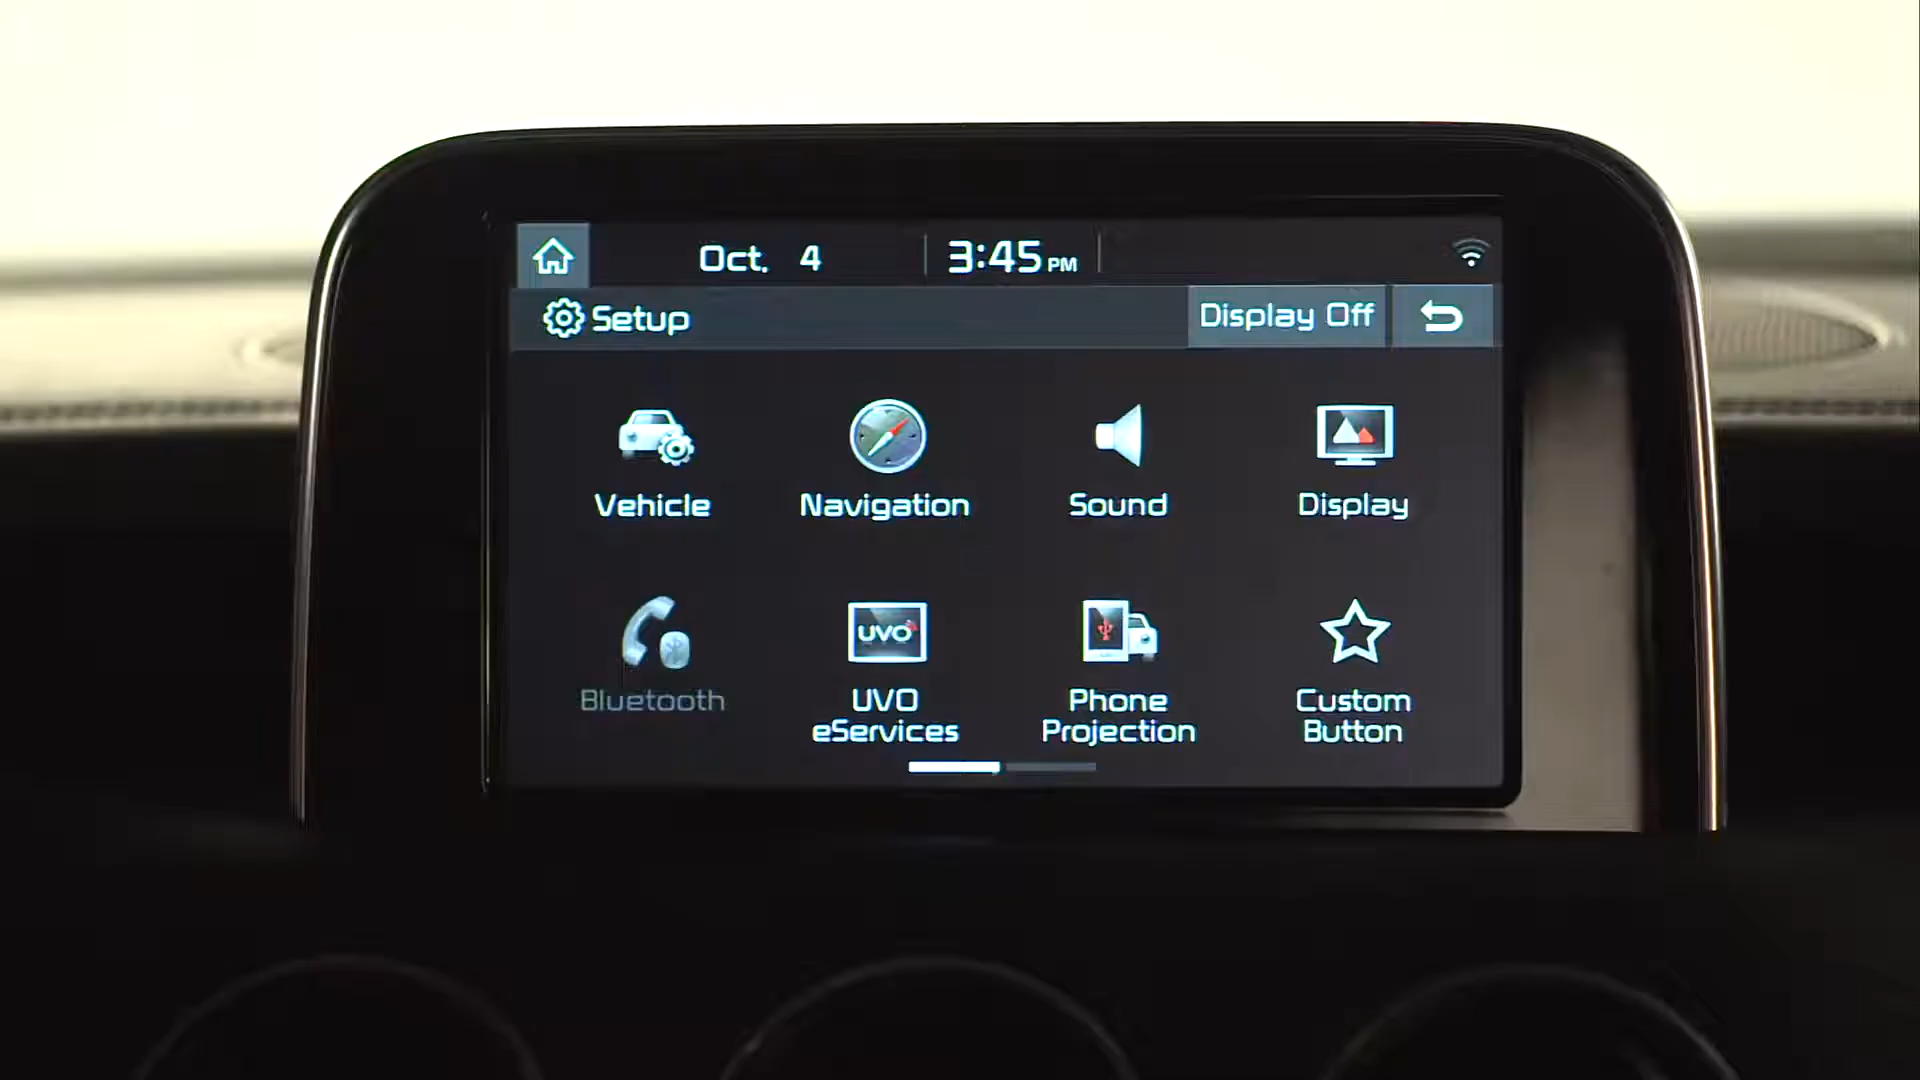 Oct. 4 3:45 PM
Setup Display Off
Vehicle Navigation Sound Display
UVO
Bluetooth UVO Phone Custom
eServices Projection Button